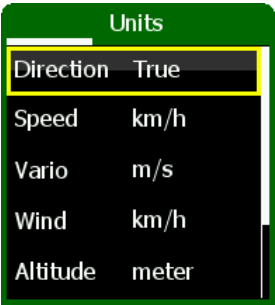 Units
Direction True
Speed km/h
Vario m/s
Wind km/h
Altitude meter